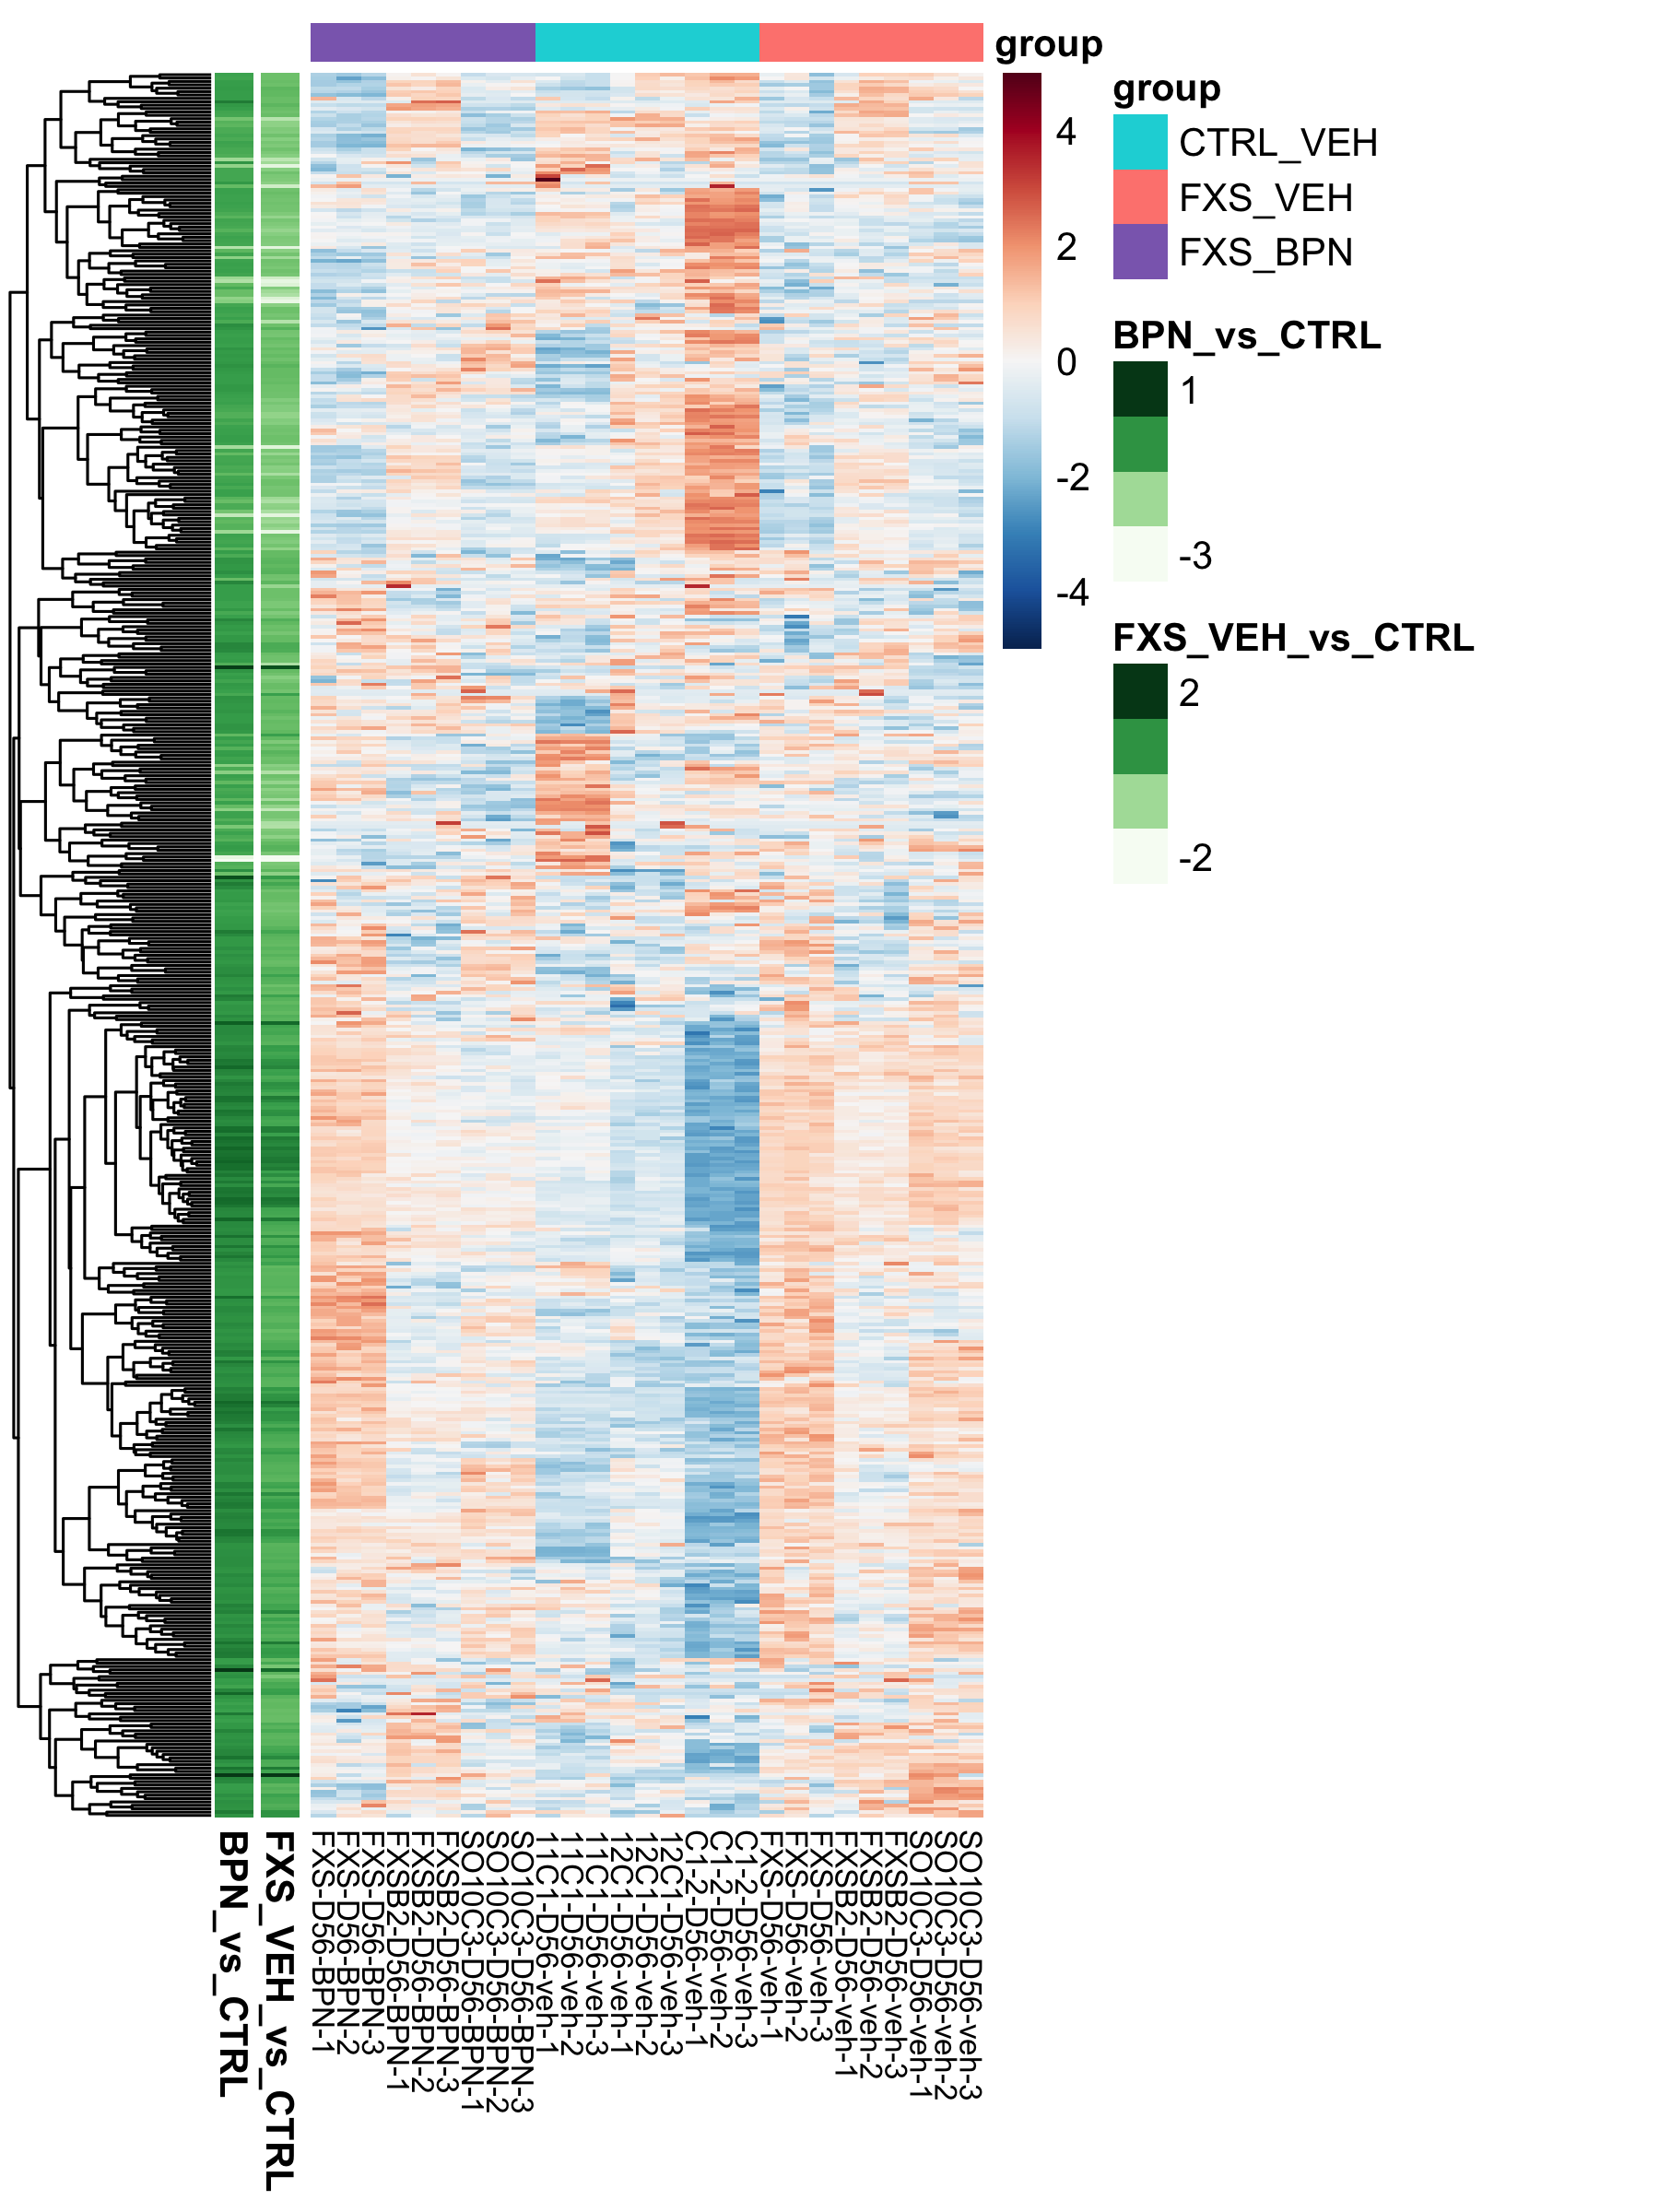 group
4
2
0
-2
-4
group
CTRL_VEH
FXS_VEH
FXS_BPN
BPN_vs_CTRL
1
-3
FXS_VEH_vs_CTRL
2
-2
BPN_vs_CTRL
FXS_VEH_vs_CTRL
FXS-D56-BPN-1
FXS-D56-BPN-2
FXS-D56-BPN-3
FXSB2-D56-BPN-1
FXSB2-D56-BPN-2
FXSB2-D56-BPN-3
SO10C3-D56-BPN-1
SO10C3-D56-BPN-2
SO10C3-D56-BPN-3
11C1-D56-veh-1
11C1-D56-veh-2
11C1-D56-veh-3
12C1-D56-veh-1
12C1-D56-veh-2
12C1-D56-veh-3
C1-2-D56-veh-1
C1-2-D56-veh-2
C1-2-D56-veh-3
FXS-D56-veh-1
FXS-D56-veh-2
FXS-D56-veh-3
FXSB2-D56-veh-1
FXSB2-D56-veh-2
FXSB2-D56-veh-3
SO10C3-D56-veh-1
SO10C3-D56-veh-2
SO10C3-D56-veh-3